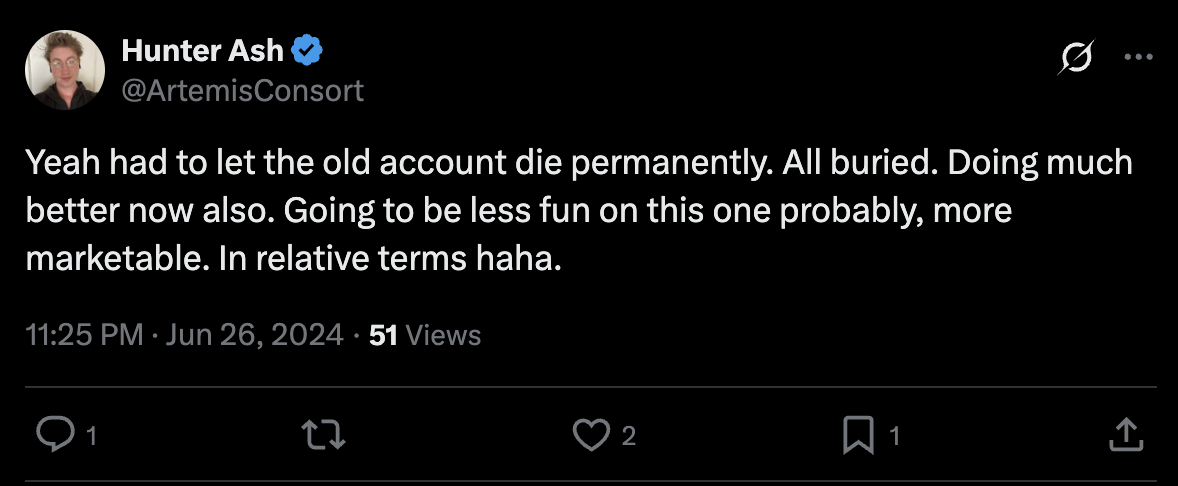 Hunter Ash
@ArtemisConsort
Yeah had to let the old account die permanently. All buried. Doing much
better now also. Going to be less fun on this one probably, more
marketable. In relative terms haha.
11:25 PM · Jun 26, 2024 · 51 Views
1 2 1